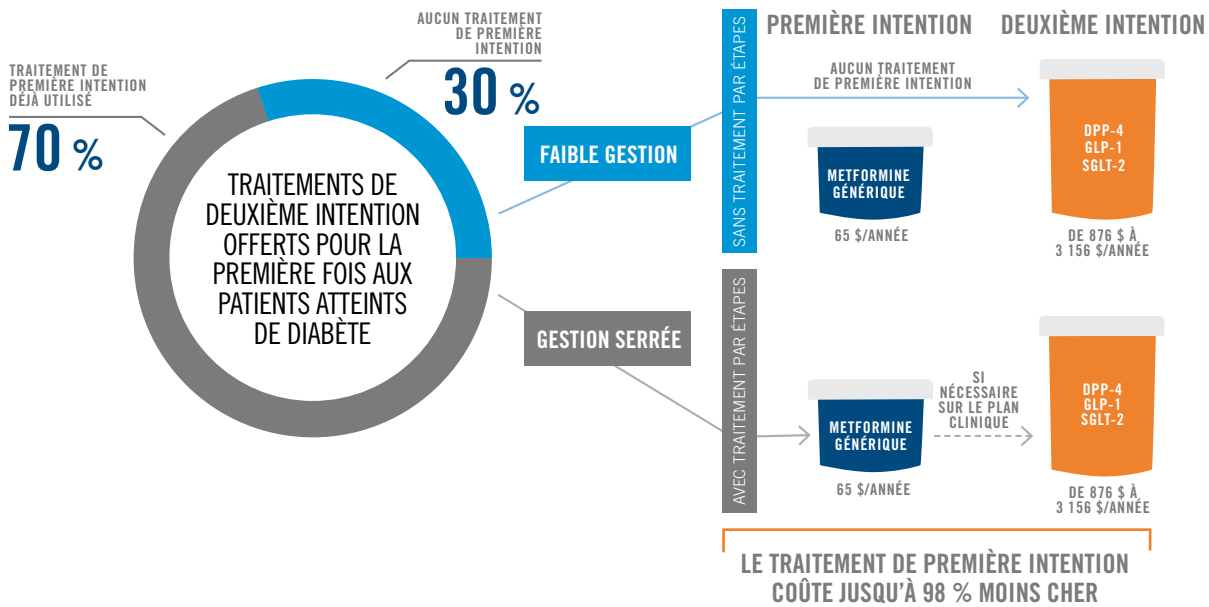 TRAITEMENT DE
PREMIÈRE INTENTION
DÉJÀ UTILISÉ
70 %
AUCUN TRAITEMENT
DE PREMIÈRE
INTENTION
30 %
TRAITEMENTS DE
DEUXIÈME INTENTION
OFFERTS POUR LA
PREMIÈRE FOIS AUX
PATIENTS ATTEINTS
DE DIABÈTE
FAIBLE GESTION
GESTION SERRÉE
SANS TRAITEMENT PAR ÉTAPES
PREMIÈRE INTENTION
DEUXIÈME INTENTION
AUCUN TRAITEMENT
DE PREMIÈRE INTENTION
METFORMINE
GÉNÉRIQUE
65 $/ANNÉE
DPP-4
GLP-1
SGLT-2
DE 876 $ À
3 156 $/ANNÉE
AVEC TRAITEMENT PAR ÉTAPES
METFORMINE
GÉNÉRIQUE
65 $/ANNÉE
SI
NÉCESSAIRE
SUR LE PLAN
CLINIQUE
DPP-4
GLP-1
SGLT-2
DE 876 $ À
3 156 $/ANNÉE
LE TRAITEMENT DE PREMIÈRE INTENTION
COÛTE JUSQU'À 98 % MOINS CHER